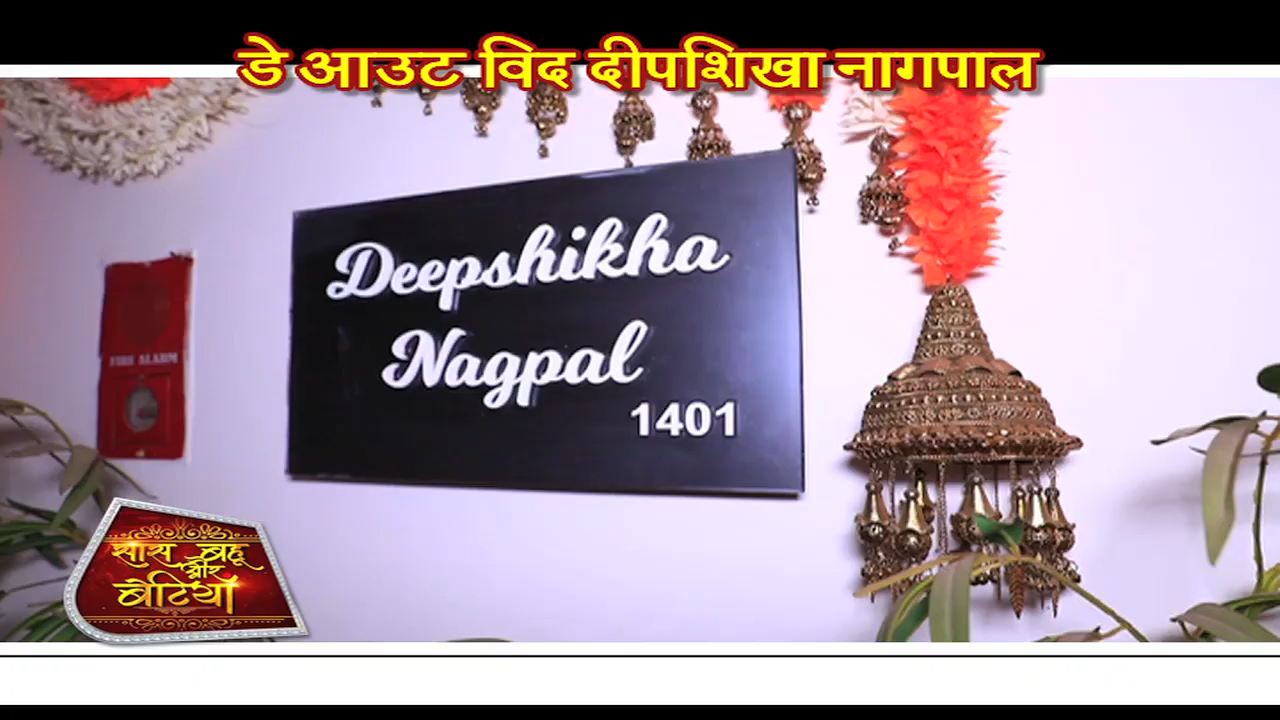 डे आउट विद दीपशिखा नागपाल
Deepshikha
Nagpal
1401
FIRE ALARM
सास बहू
और
बेटियां